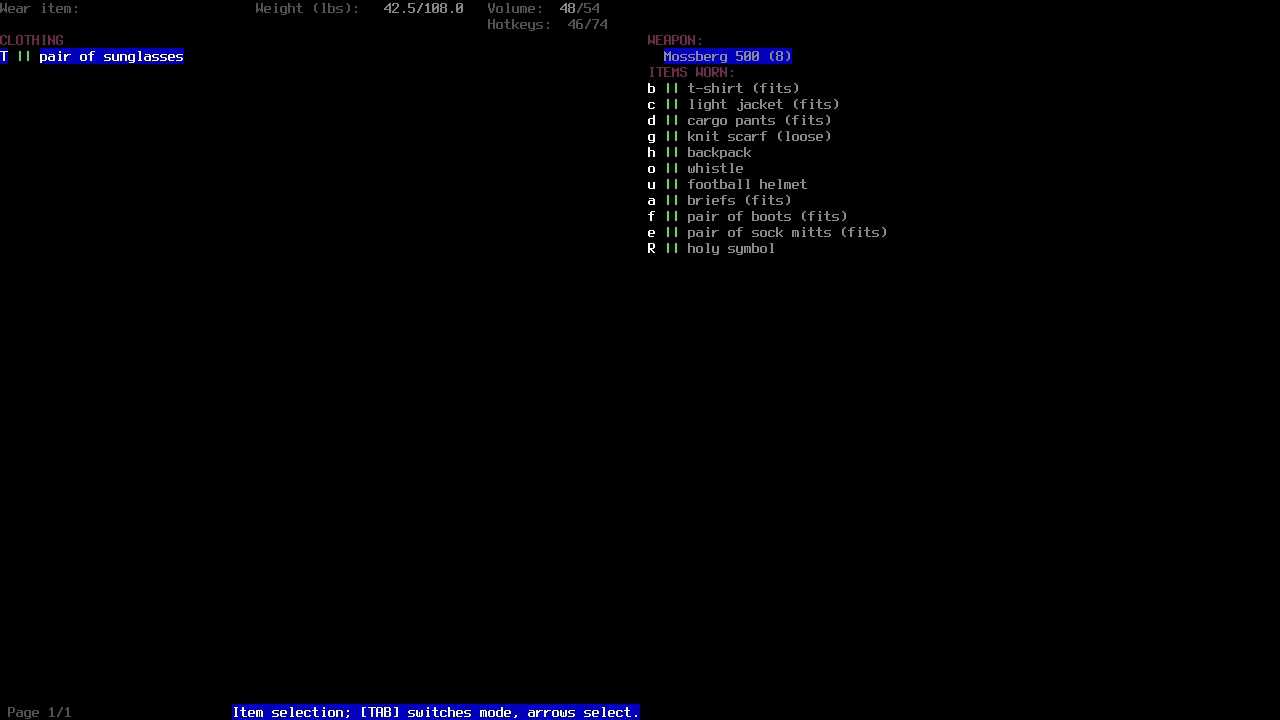 Wear item: Weight (lbs): 42.5/108.0 Volume: 48/54
Hotkeys: 46/74
CLOTHING
T || pair of sunglasses
WEAPON:
Mossberg 500 (8)
ITEMS WORN:
b || t-shirt (fits)
c || light jacket (fits)
d || cargo pants (fits)
g || knit scarf (loose)
h || backpack
o || whistle
u || football helmet
a || briefs (fits)
f || pair of boots (fits)
e || pair of sock mitts (fits)
R || holy symbol
Page 1/1 Item selection; [TAB] switches mode, arrows select.